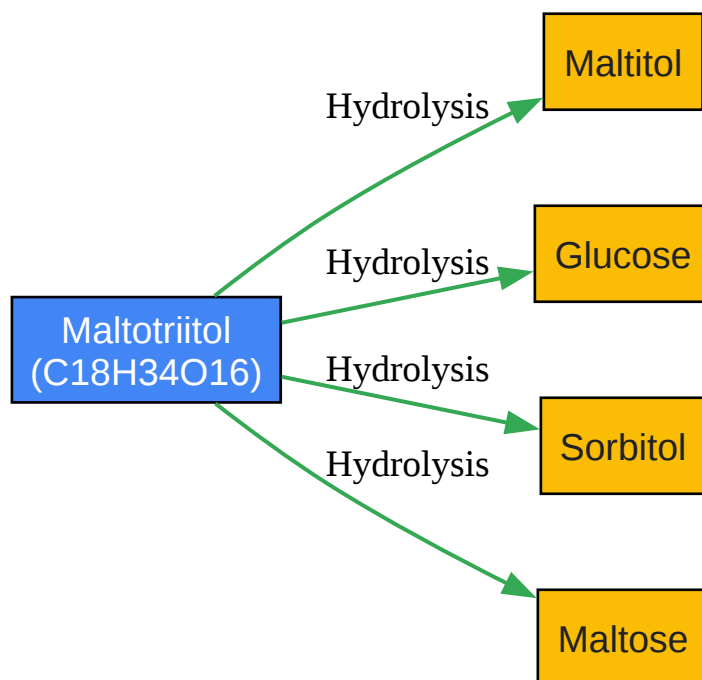 Maltitol
Hydrolysis
Glucose
Hydrolysis
Maltotriitol
(C18H34O16)
Hydrolysis
Sorbitol
Hydrolysis
Maltose